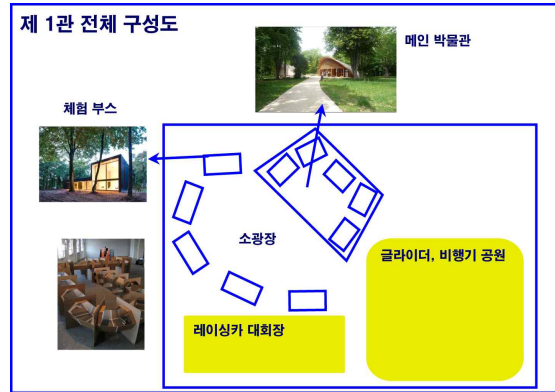 제 1관 전체 구성도
메인 박물관
체험 부스
소광장
글라이더, 비행기 공원
레이싱카 대회장